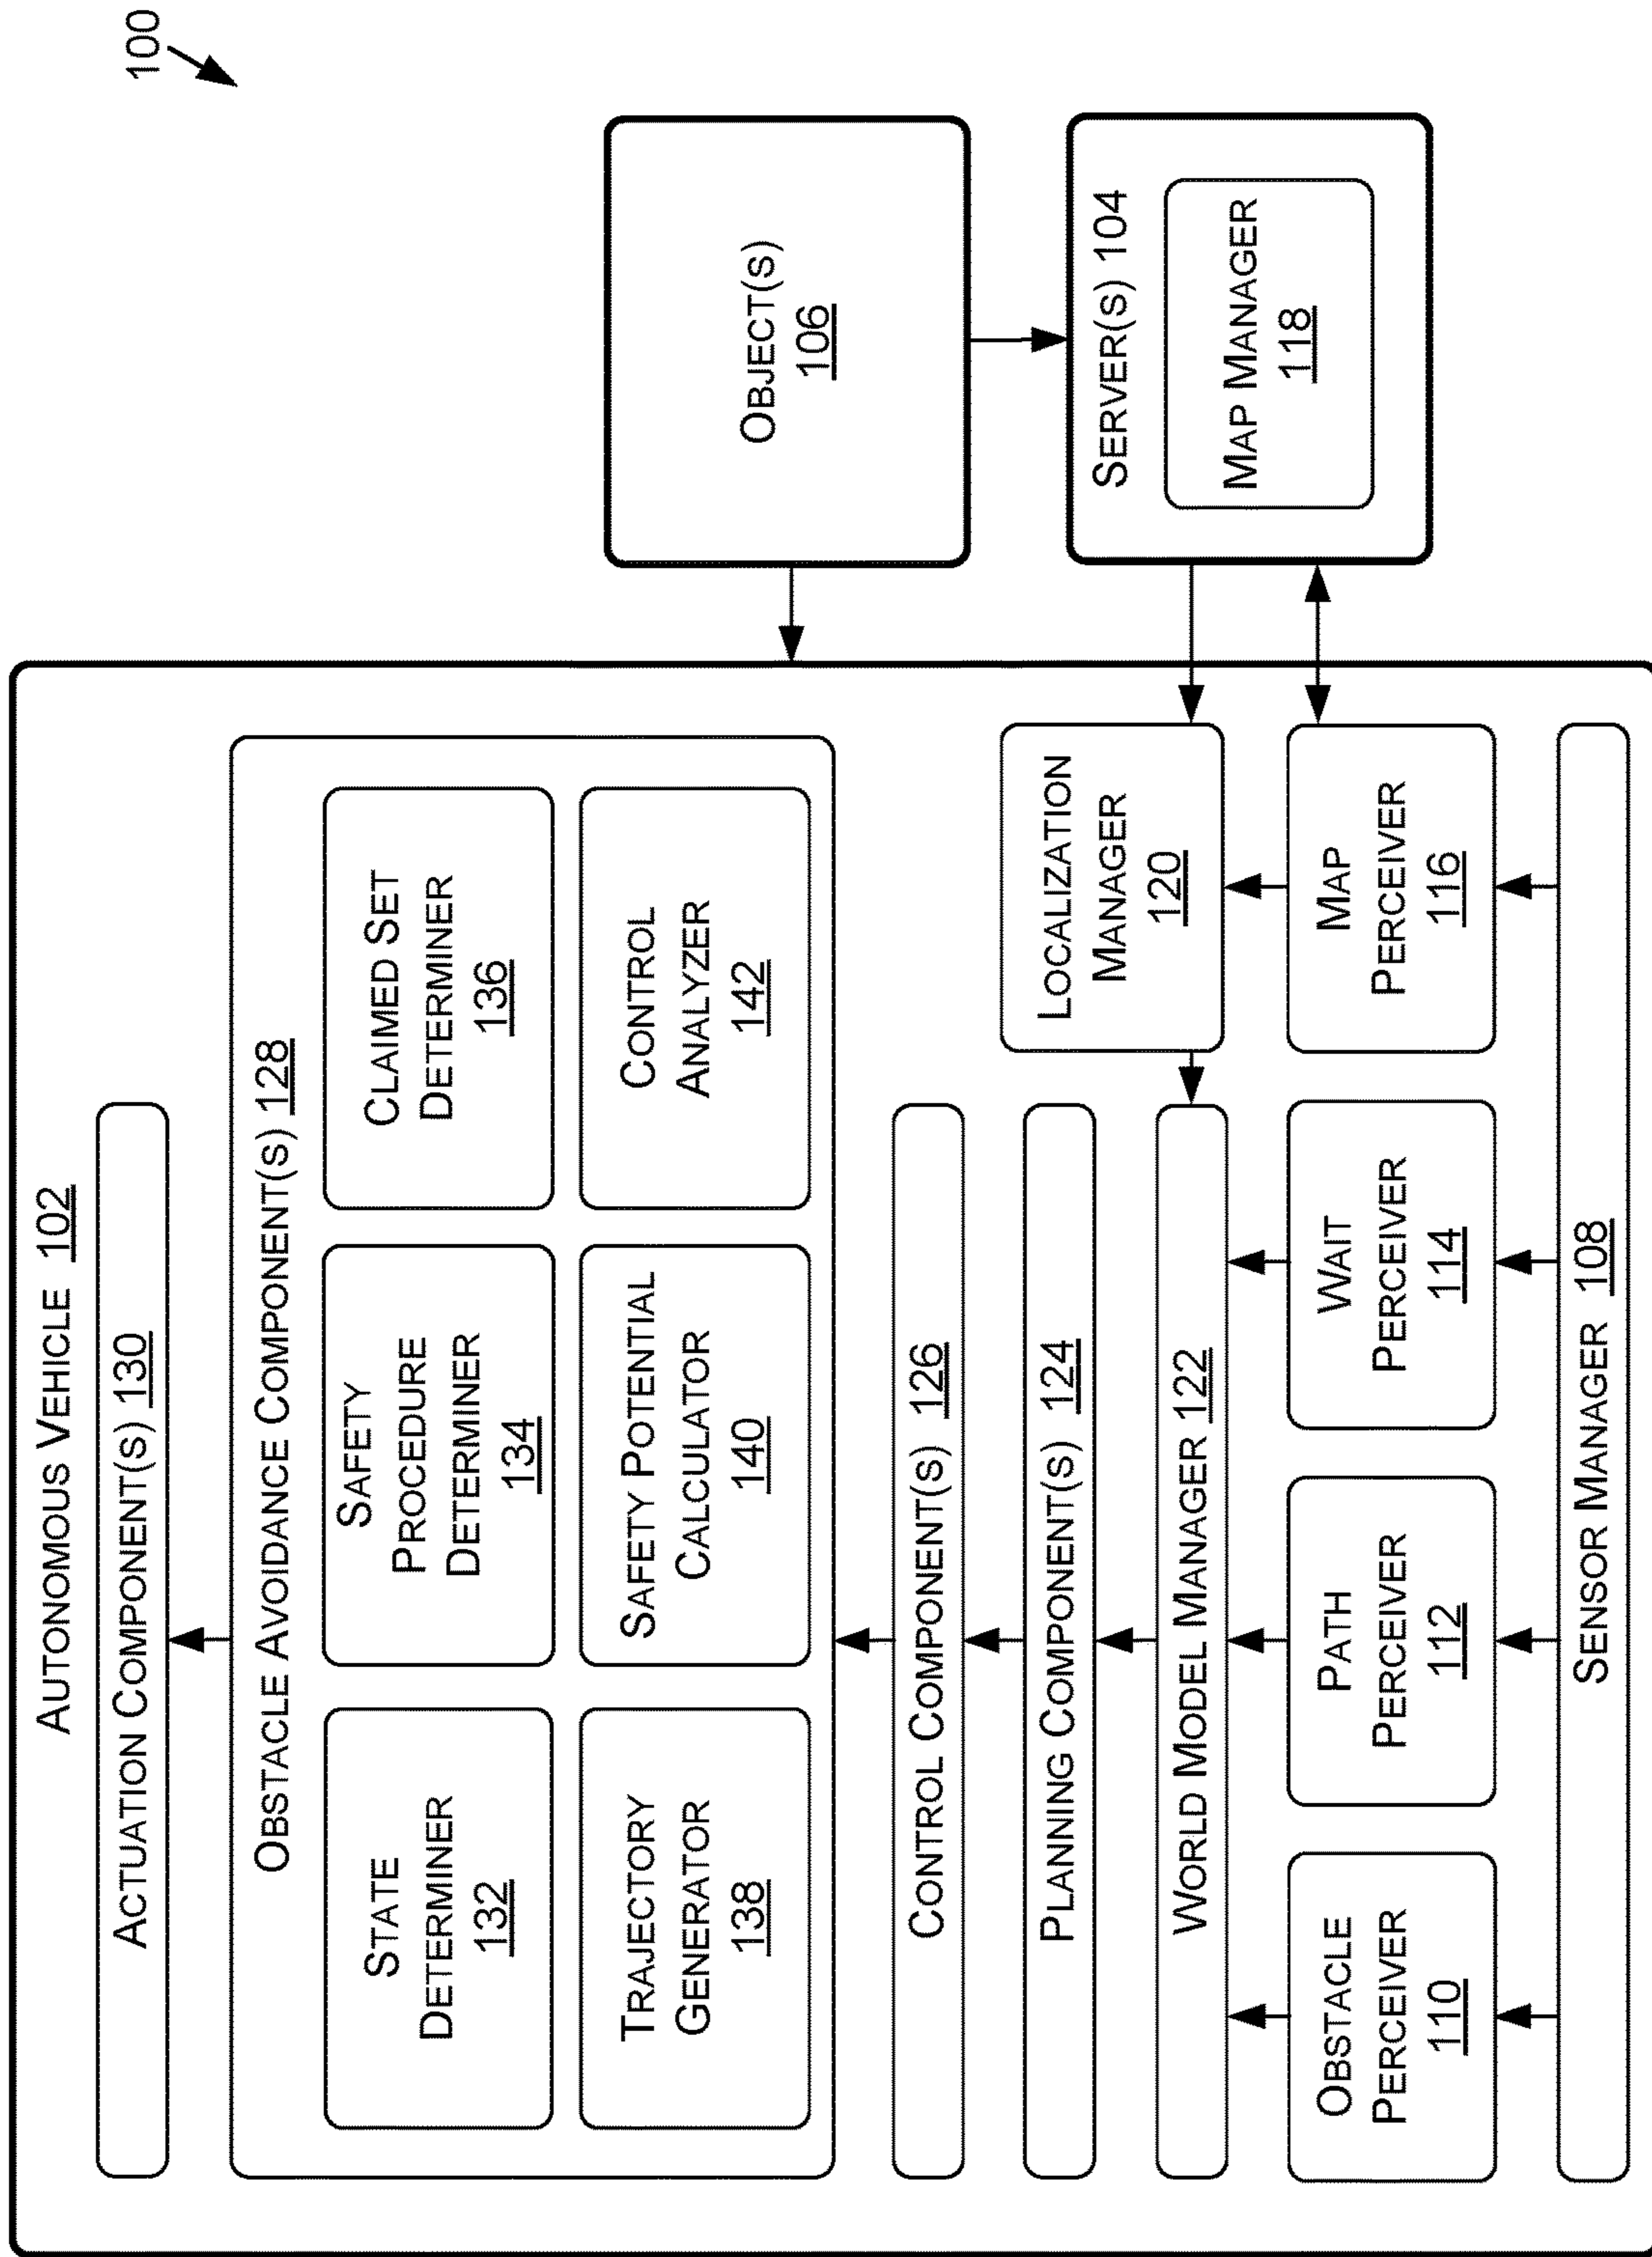 100
AUTONOMOUS VEHICLE 102
ACTUATION COMPONENT(S) 130
OBSTACLE AVOIDANCE COMPONENT(S) 128
STATE
DETERMINER
132
SAFETY
PROCEDURE
DETERMINER
134
CLAIMED SET
DETERMINER
136
TRAJECTORY
GENERATOR
138
SAFETY POTENTIAL
CALCULATOR
140
CONTROL
ANALYZER
142
CONTROL COMPONENT(S) 126
PLANNING COMPONENT(S) 124
WORLD MODEL MANAGER 122
LOCALIZATION
MANAGER
120
OBSTACLE
PERCEIVER
110
PATH
PERCEIVER
112
WAIT
PERCEIVER
114
MAP
PERCEIVER
116
SENSOR MANAGER 108
OBJECT(S)
106
SERVER(S) 104
MAP MANAGER
118